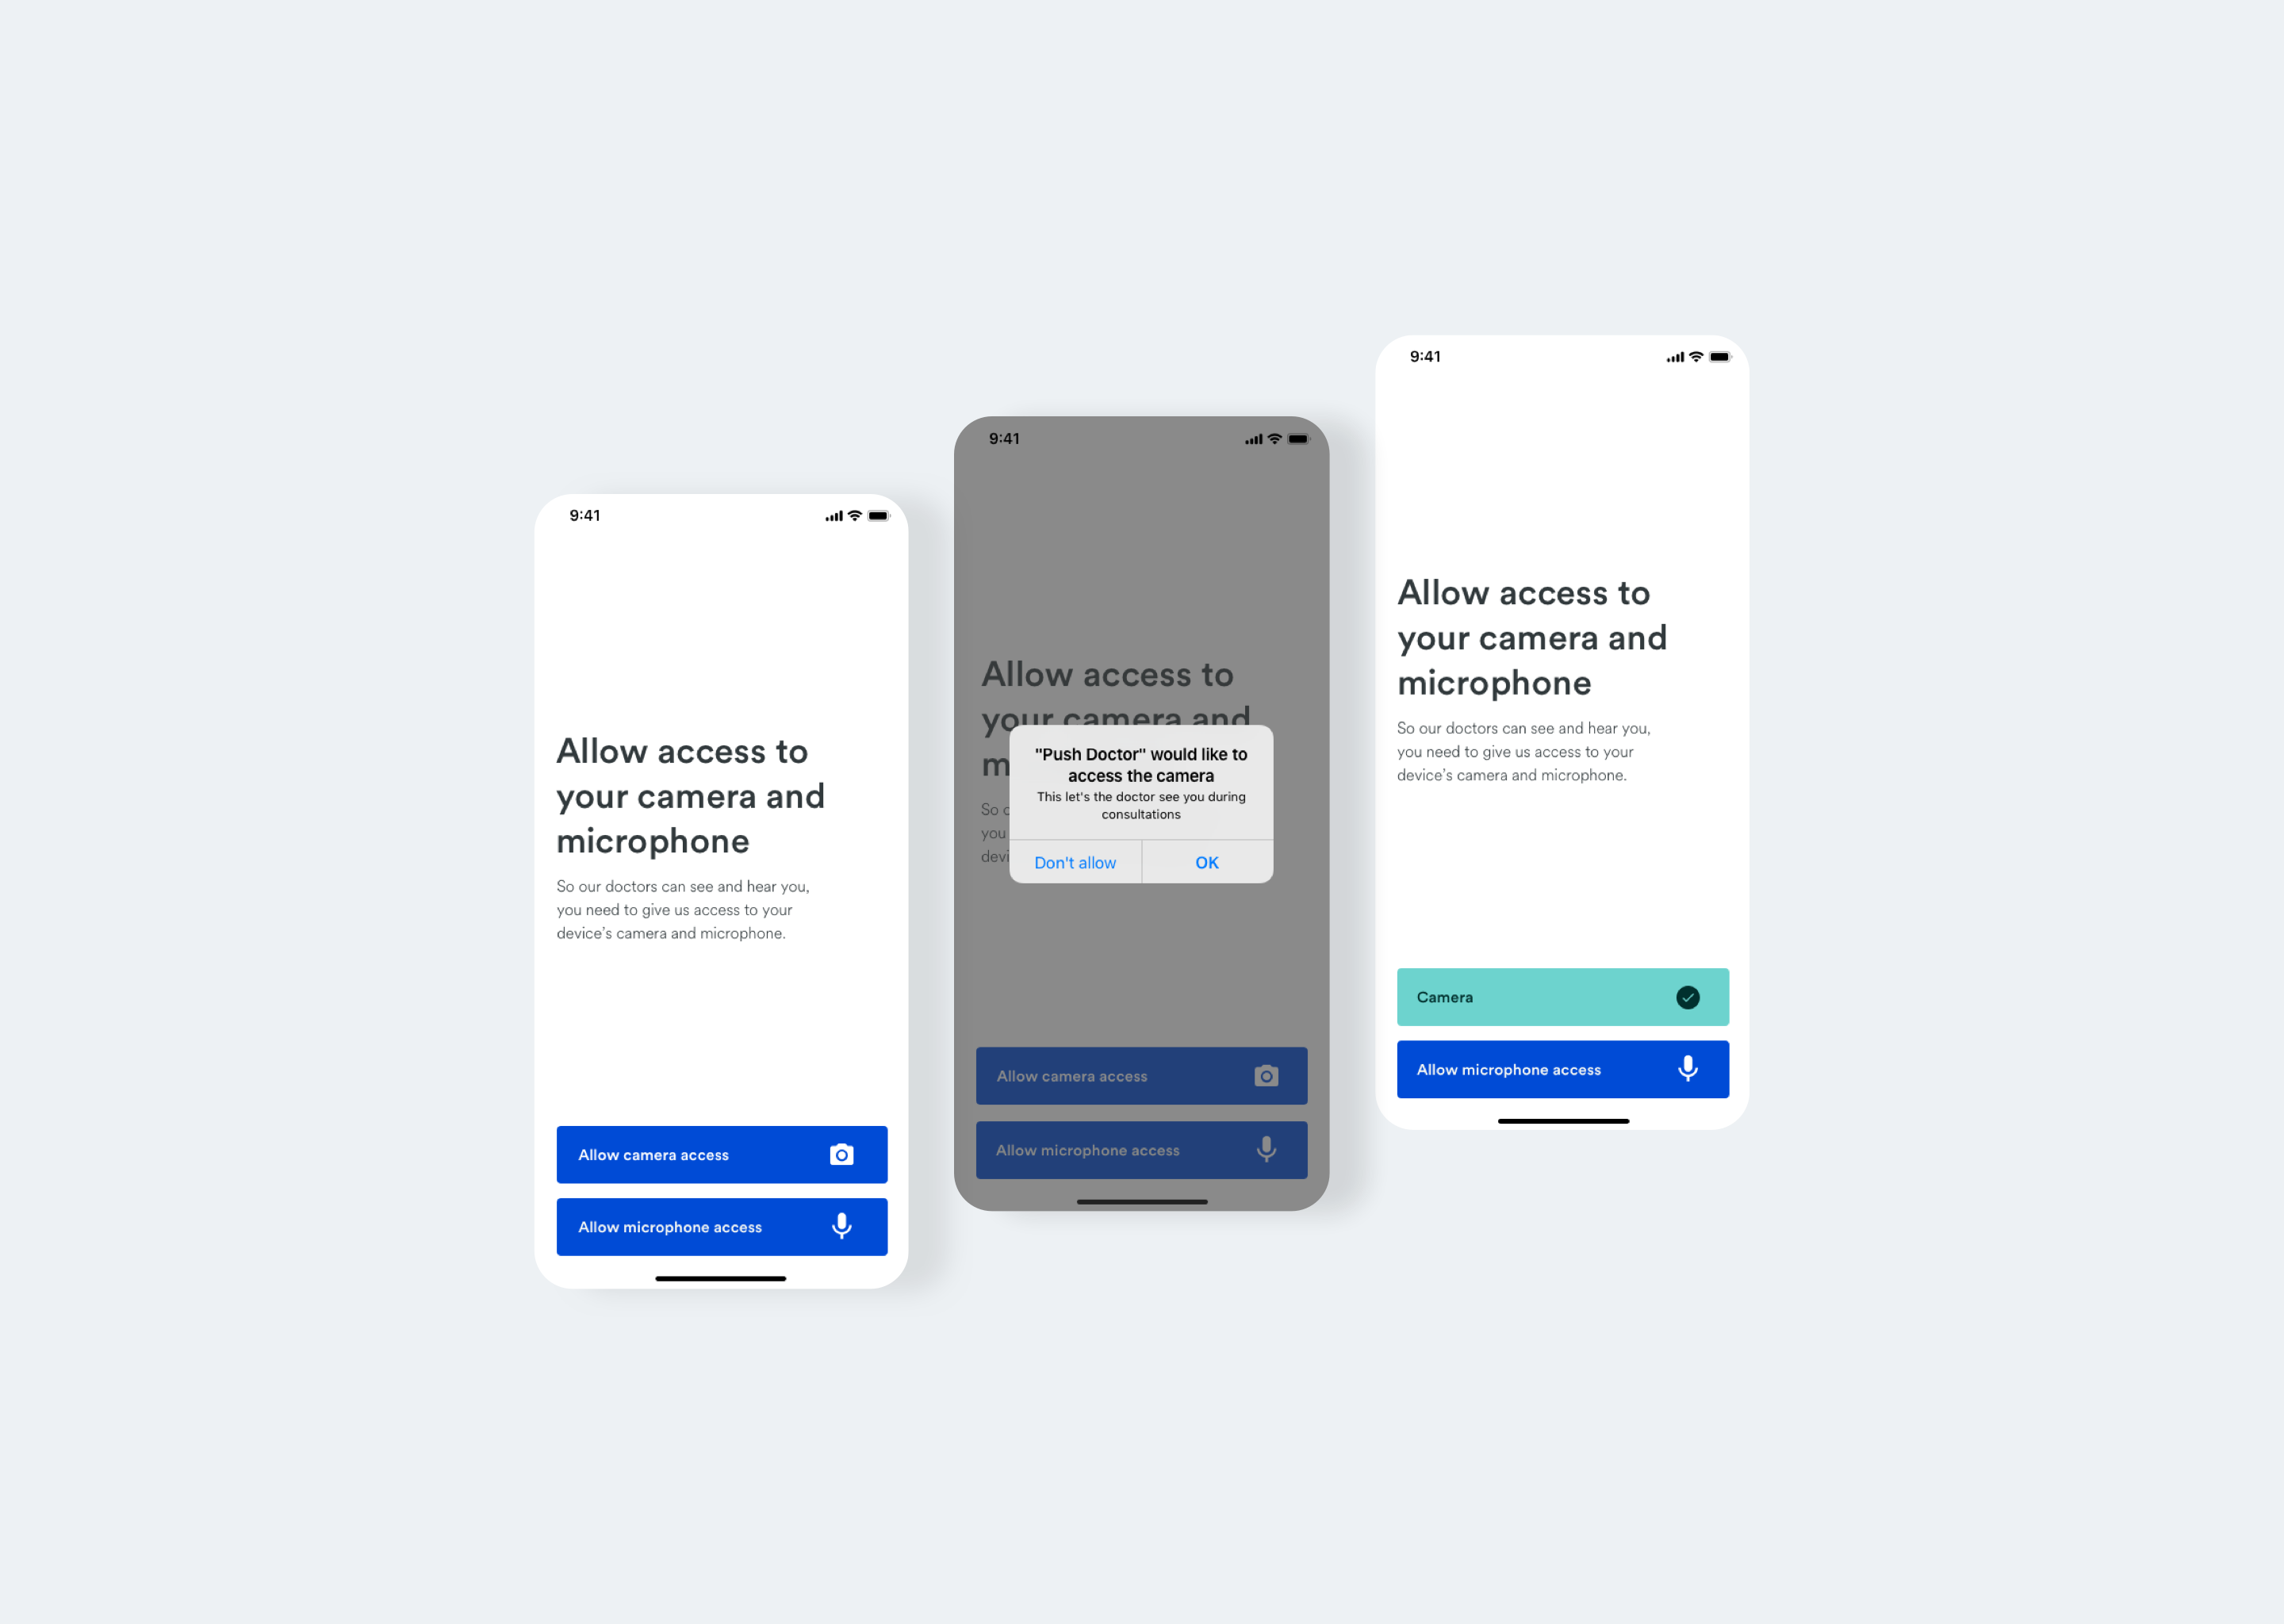 9:41
Allow access to
your camera and
microphone
So our doctors can see and hear you,
you need to give us access to your
device’s camera and microphone.
Allow camera access
Allow microphone access
9:41
Allow access to
your camera and
m
So c
you
devi
"Push Doctor" would like to
access the camera
This let's the doctor see you during
consultations
Don't allow
OK
Allow camera access
Allow microphone access
9:41
Allow access to
your camera and
microphone
So our doctors can see and hear you,
you need to give us access to your
device’s camera and microphone.
Camera
Allow microphone access